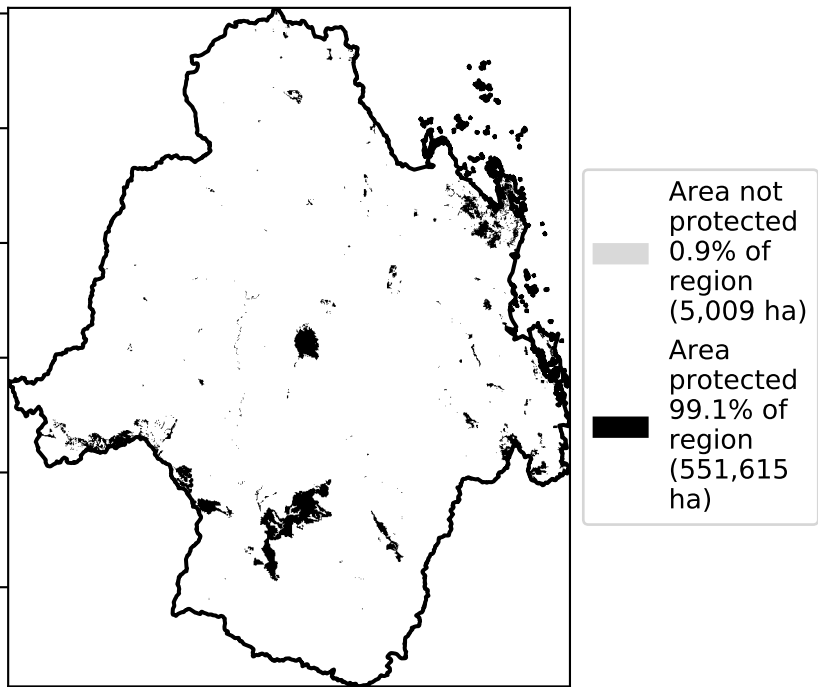 Area not
protected
0.9% of
region
(5,009 ha)
Area
protected
99.1% of
region
(551,615
ha)